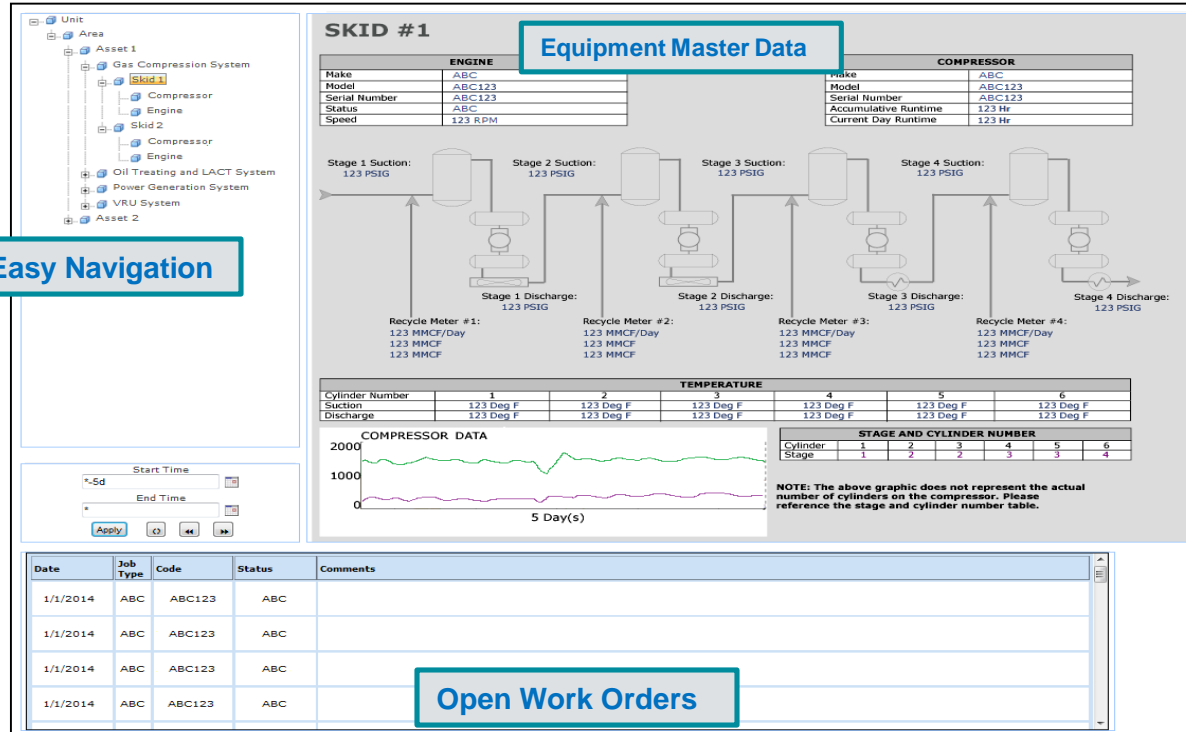 Unit
Area
Asset 1
Gas Compression System
Skid 1
Compressor
Engine
Skid 2
Compressor
Engine
Oil Treating and LACT System
Power Generation System
VRU System
Asset 2
Easy Navigation
Start Time
*-5d
End Time
*
Apply
SKID #1
Equipment Master Data
ENGINE
Make ABC
Model ABC123
Serial Number ABC123
Status ABC
Speed 123 RPM
COMPRESSOR
Make ABC
Model ABC123
Serial Number ABC123
Accumulative Runtime 123 Hr
Current Day Runtime 123 Hr
Stage 1 Suction: Stage 2 Suction: Stage 3 Suction: Stage 4 Suction:
123 PSIG 123 PSIG 123 PSIG 123 PSIG
Stage 1 Discharge: Stage 2 Discharge: Stage 3 Discharge: Stage 4 Discharge:
123 PSIG 123 PSIG 123 PSIG 123 PSIG
Recycle Meter #1: Recycle Meter #2: Recycle Meter #3: Recycle Meter #4:
123 MMCF/Day 123 MMCF/Day 123 MMCF/Day 123 MMCF/Day
123 MMCF 123 MMCF 123 MMCF 123 MMCF
123 MMCF 123 MMCF 123 MMCF 123 MMCF
TEMPERATURE
Cylinder Number 1 2 3 4 5 6
Suction 123 Deg F 123 Deg F 123 Deg F 123 Deg F 123 Deg F 123 Deg F
Discharge 123 Deg F 123 Deg F 123 Deg F 123 Deg F 123 Deg F 123 Deg F
COMPRESSOR DATA
2000
1000
0
5 Day(s)
STAGE AND CYLINDER NUMBER
Cylinder 1 2 3 4 5 6
Stage 1 2 2 3 3 4
NOTE: The above graphic does not represent the actual
number of cylinders on the compressor. Please
reference the stage and cylinder number table.
Date Job Type Code Status Comments
1/1/2014 ABC ABC123 ABC
1/1/2014 ABC ABC123 ABC
1/1/2014 ABC ABC123 ABC
1/1/2014 ABC ABC123 ABC
Open Work Orders